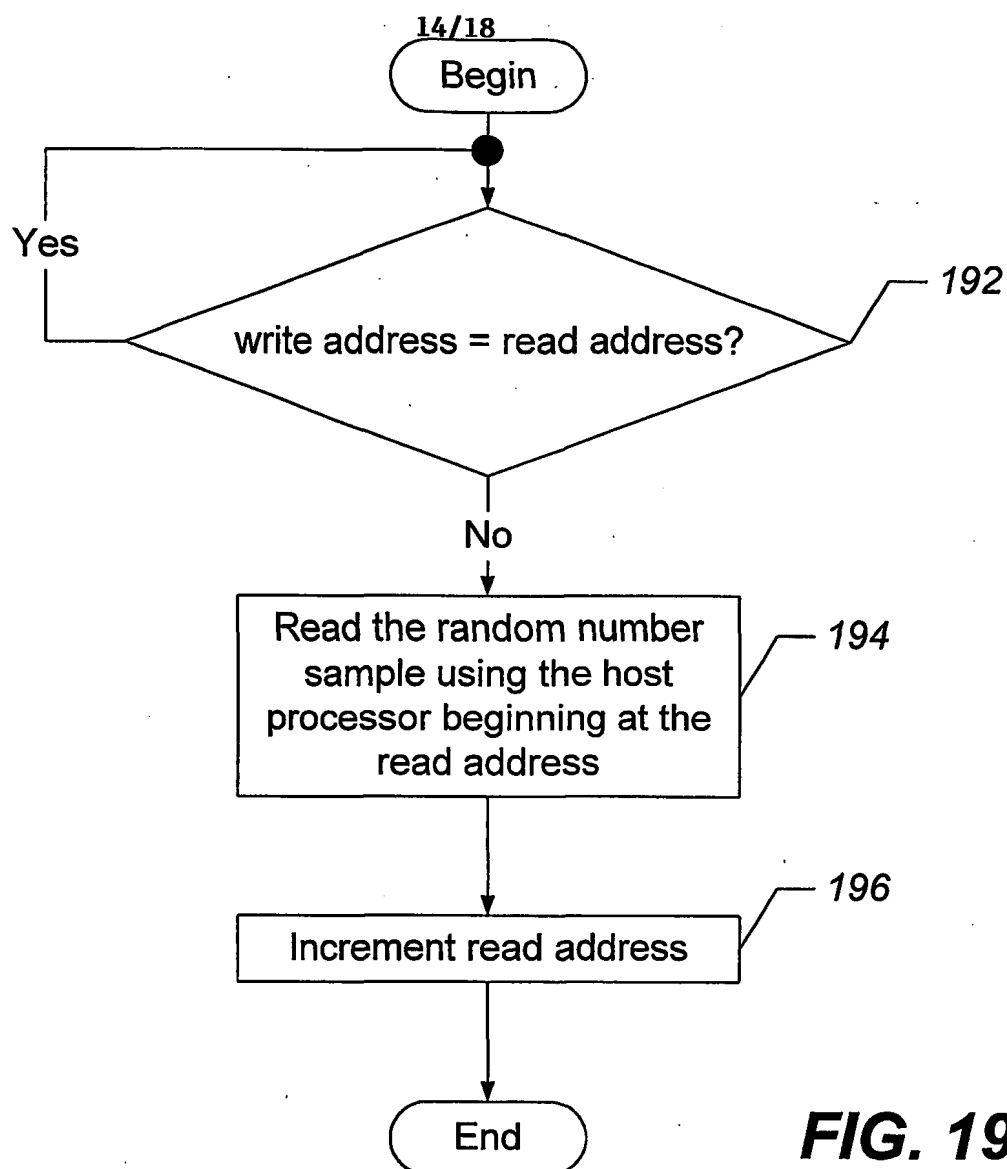 14/18
Begin
Yes
write address = read address?
192
No
Read the random number
sample using the host
processor beginning at the
read address
194
196
Increment read address
End
FIG. 19